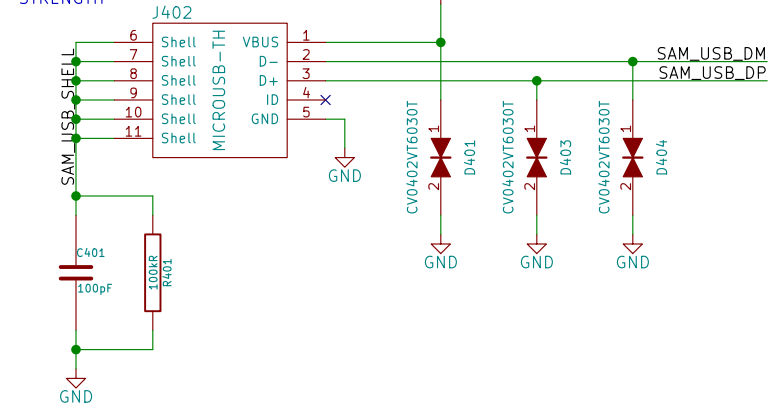 STRENGTH
J402
MICROUSB-TH
6 Shell VBUS 1
7 Shell D- 2
8 Shell D+ 3
9 Shell ID 4
10 Shell GND 5
11 Shell
SAM_USB_SHELL
GND
SAM_USB_DM
SAM_USB_DP
CV0402VT6030T
1
2
D401
GND
CV0402VT6030T
1
2
D403
GND
CV0402VT6030T
1
2
D404
GND
C401
100pF
100kR
R401
GND